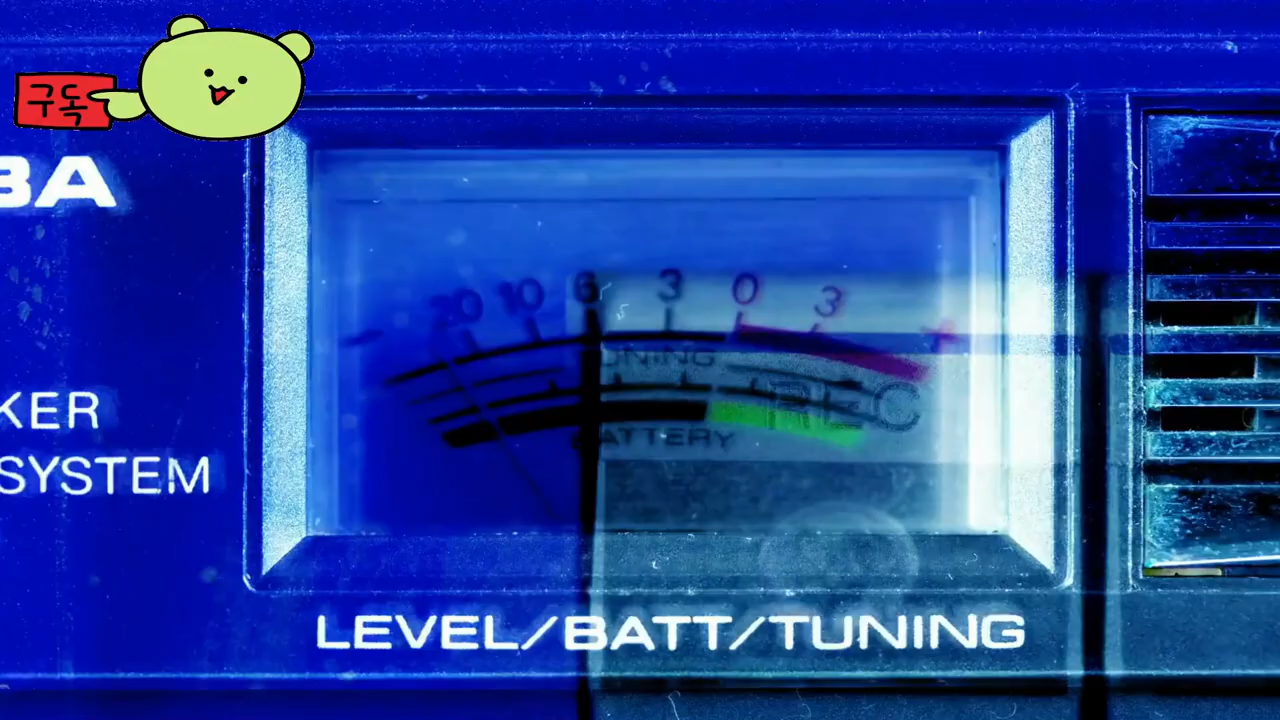 구독
BA
20 10 6 3 0 3
TUNING
REC
BATTERY
KER
SYSTEM
LEVEL/BATT/TUNING